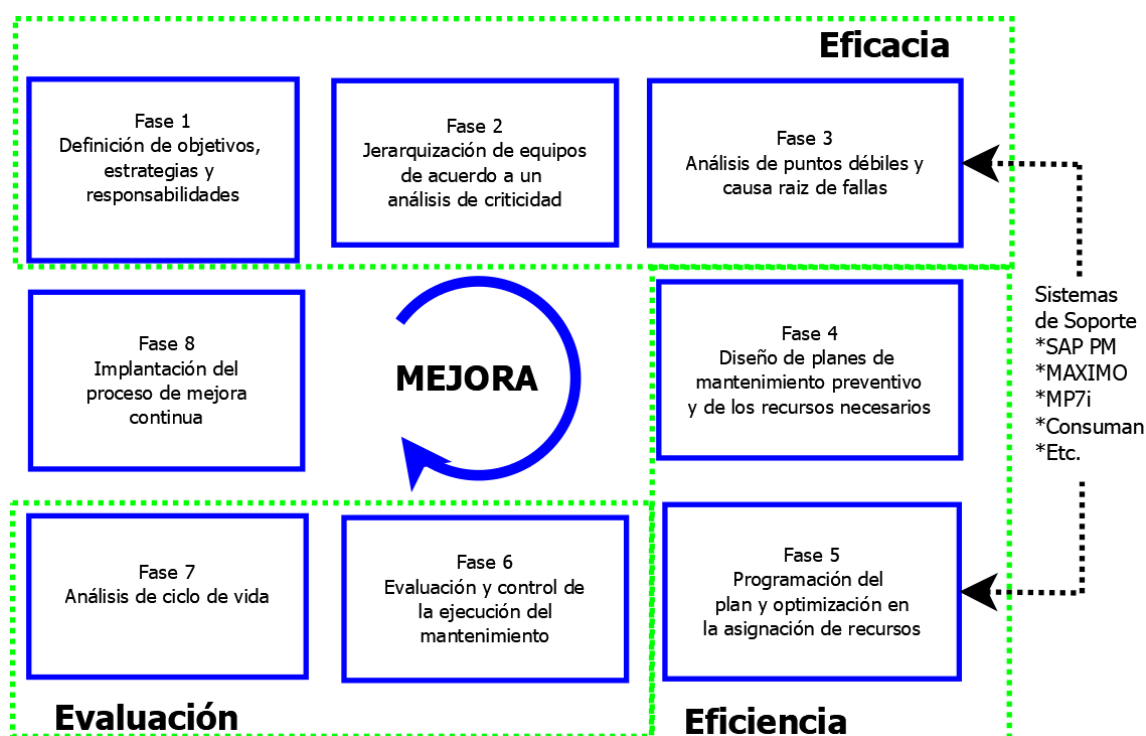 Eficacia
Fase 1
Definición de objetivos,
estrategias y
responsabilidades
Fase 2
Jerarquización de equipos
de acuerdo a un
análisis de criticidad
Fase 3
Análisis de puntos débiles y
causa raiz de fallas
Fase 8
Implantación del
proceso de mejora
continua
MEJORA
Fase 4
Diseño de planes de
mantenimiento preventivo
y de los recursos necesarios
Sistemas
de Soporte
*SAP PM
*MAXIMO
*MP7i
*Consuman
*Etc.
Fase 7
Análisis de ciclo de vida
Fase 6
Evaluación y control de
la ejecución del
mantenimiento
Fase 5
Programación del
plan y optimización en
la asignación de recursos
Evaluación
Eficiencia